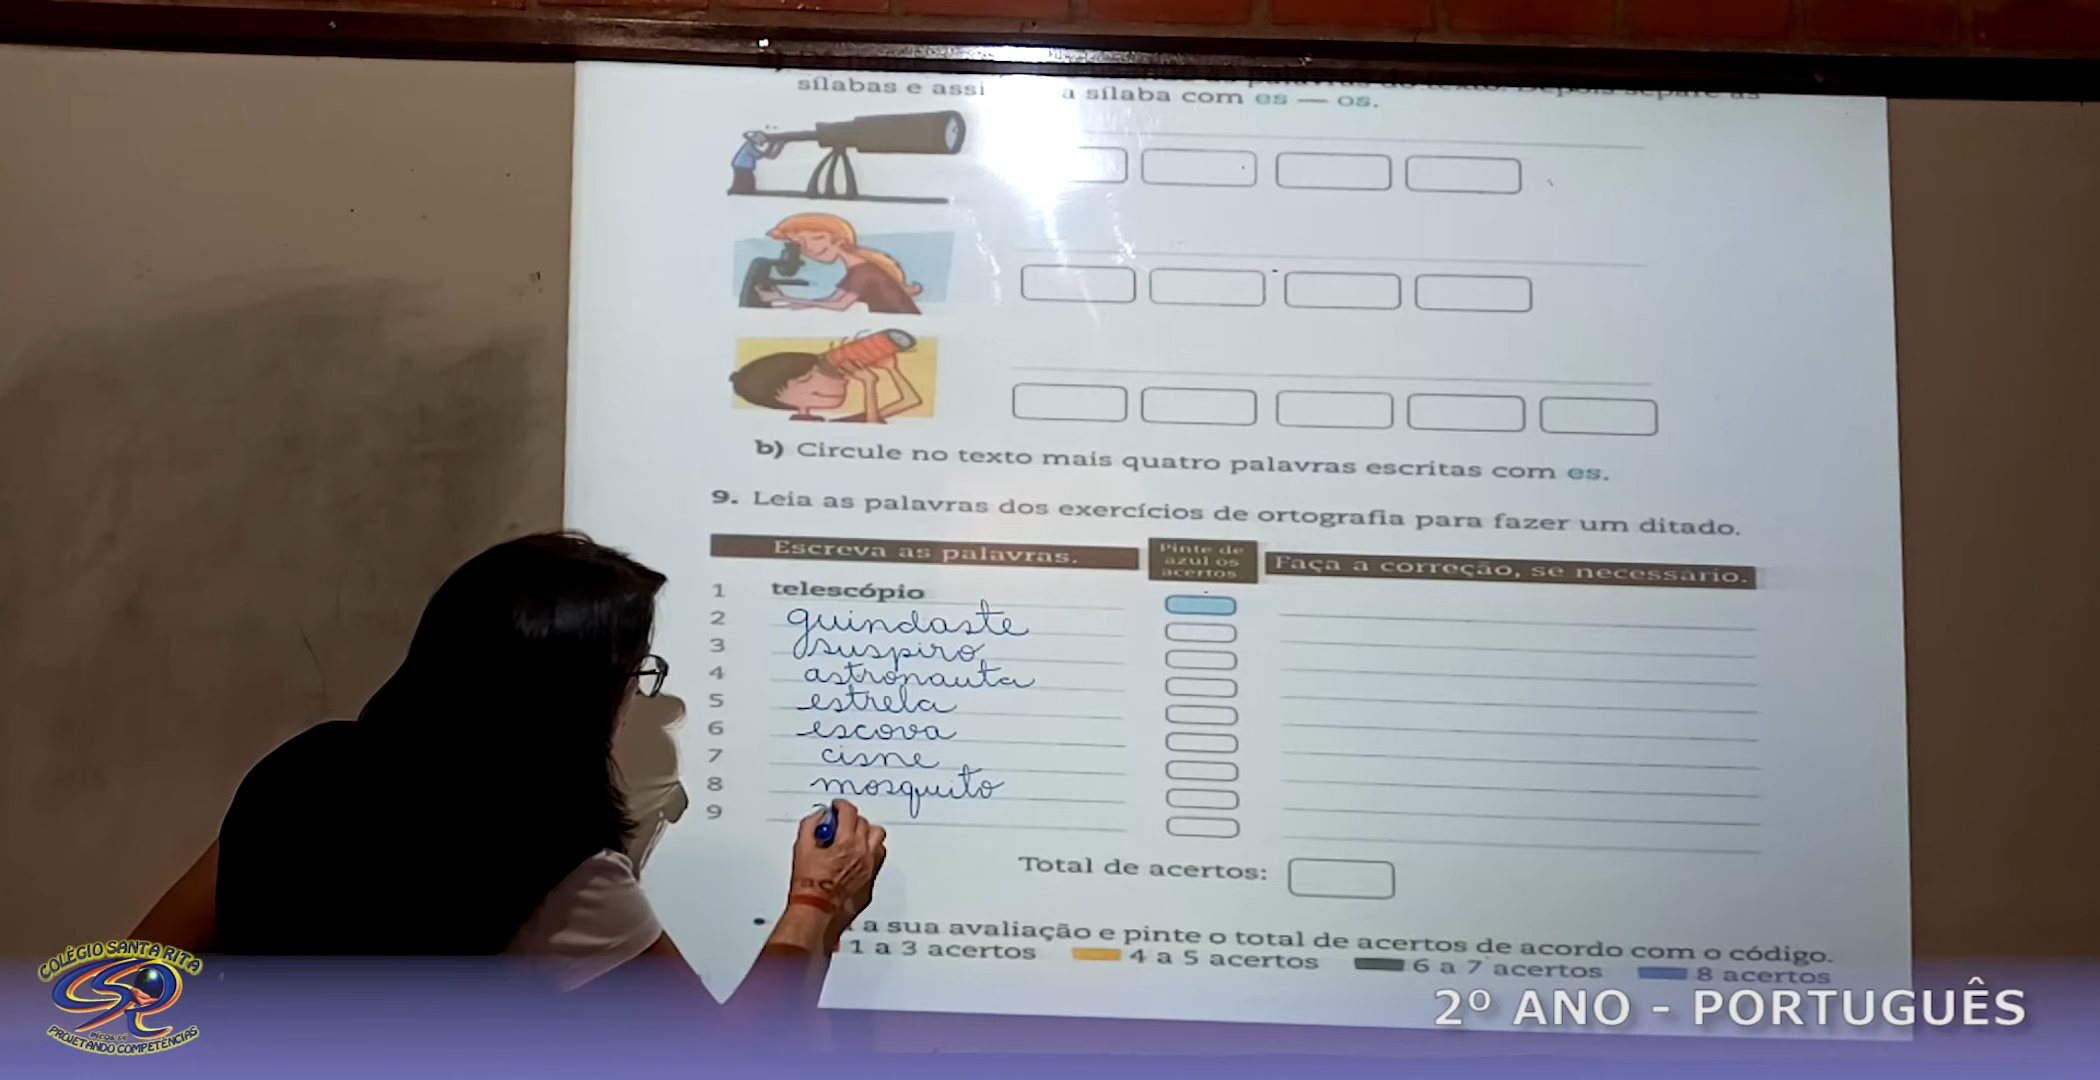 sílabas e assi a sílaba com es — os.
b) Circule no texto mais quatro palavras escritas com es.
9. Leia as palavras dos exercícios de ortografia para fazer um ditado.
Escreva as palavras.
Pinte de
azul os
acertos
Faça a correção, se necessário.
1 telescópio
2 guindaste
3 suspiro
4 astronauta
5 estrela
6 escova
7 cisne
8 mosquito
9
Total de acertos:
• a sua avaliação e pinte o total de acertos de acordo com o código.
1 a 3 acertos 4 a 5 acertos 6 a 7 acertos 8 acertos
COLÉGIO SANTA RITA
PROJETANDO COMPETÊNCIAS
2º ANO - PORTUGUÊS